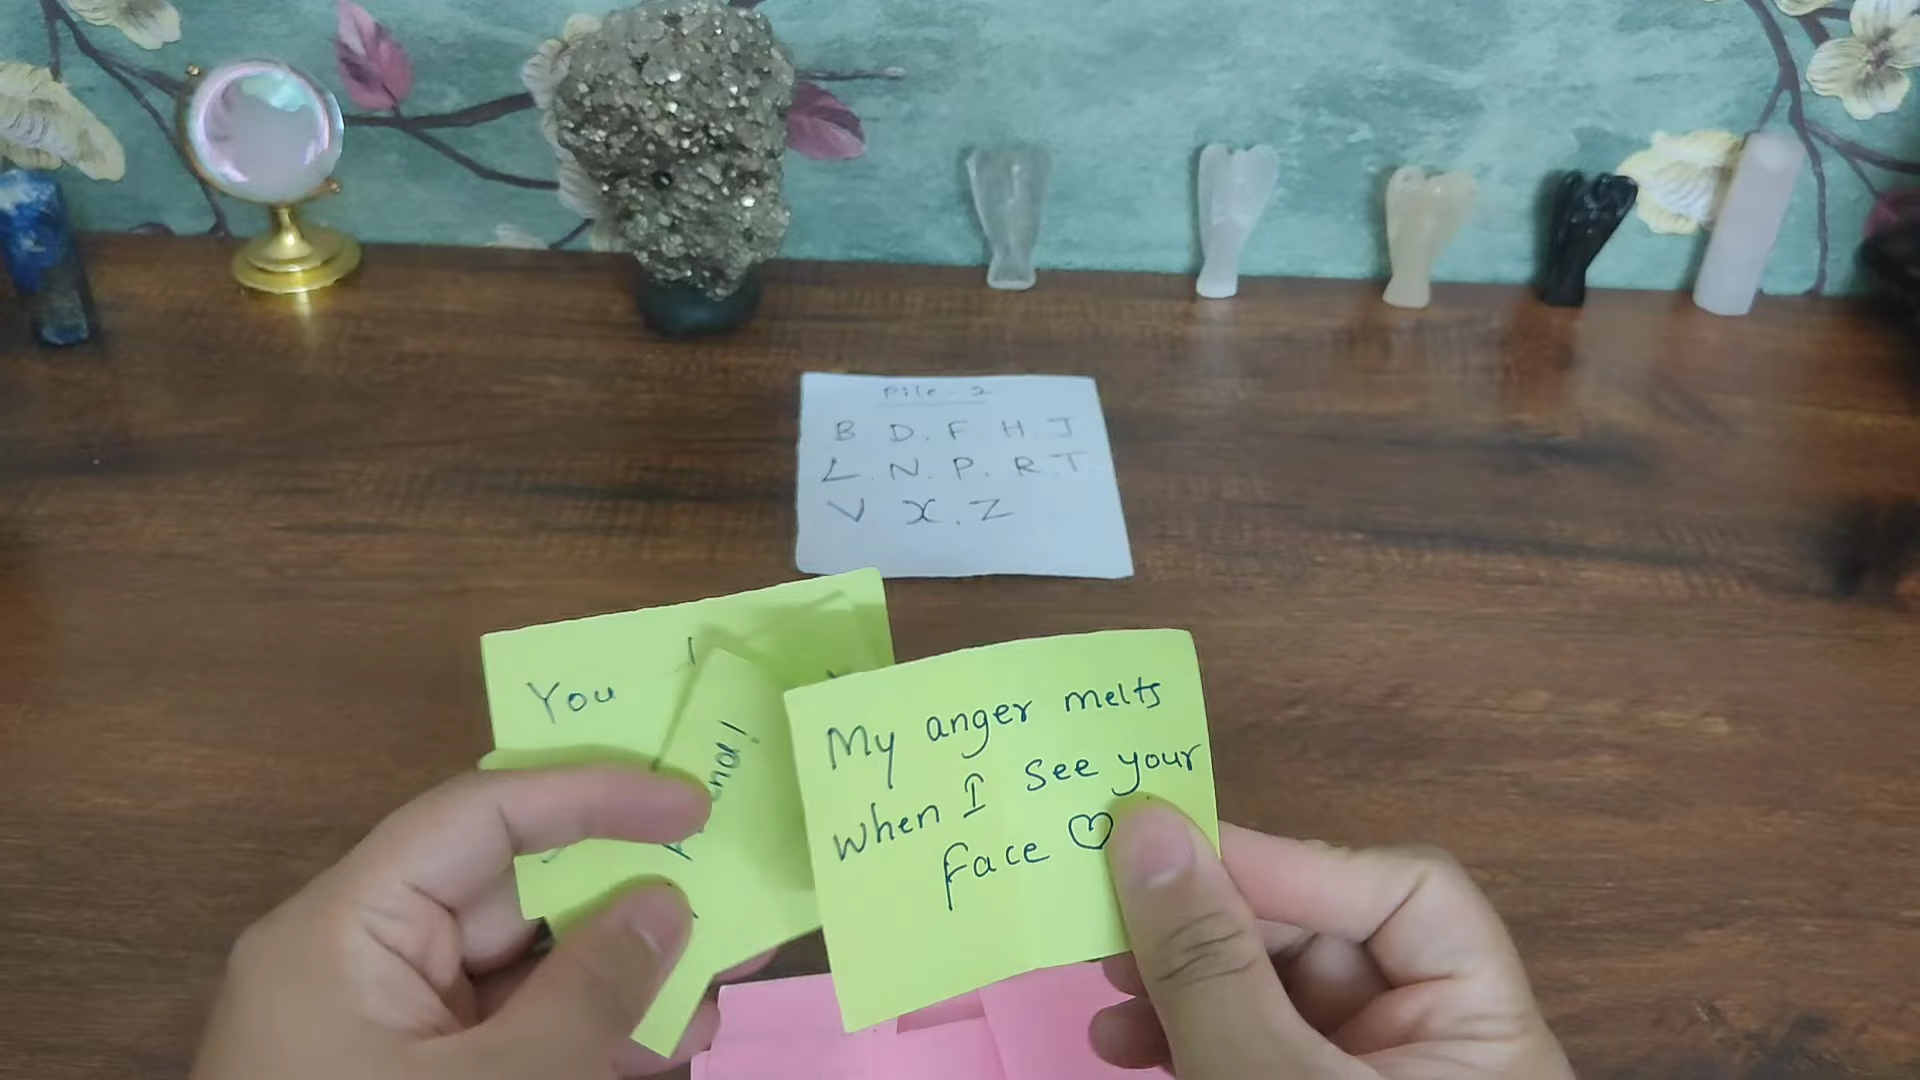 Pile - 2
B D. F. H. J
L N. P. R. T.
V X. Z
You I
My anger melts
when I see your
face ♡